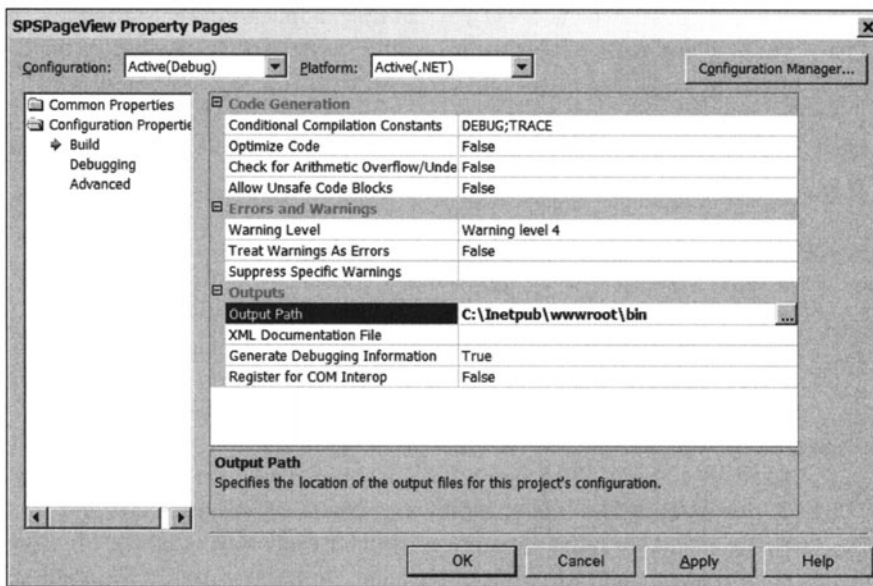 SPSPageView Property Pages
Configuration: Active(Debug) Platform: Active(.NET) Configuration Manager...
Common Properties
Configuration Propertie
Build
Debugging
Advanced
Code Generation
Conditional Compilation Constants DEBUG;TRACE
Optimize Code False
Check for Arithmetic Overflow/Unde False
Allow Unsafe Code Blocks False
Errors and Warnings
Warning Level Warning level 4
Treat Warnings As Errors False
Suppress Specific Warnings
Outputs
Output Path C:\Inetpub\wwwroot\bin ...
XML Documentation File
Generate Debugging Information True
Register for COM Interop False
Output Path
Specifies the location of the output files for this project's configuration.
OK Cancel Apply Help